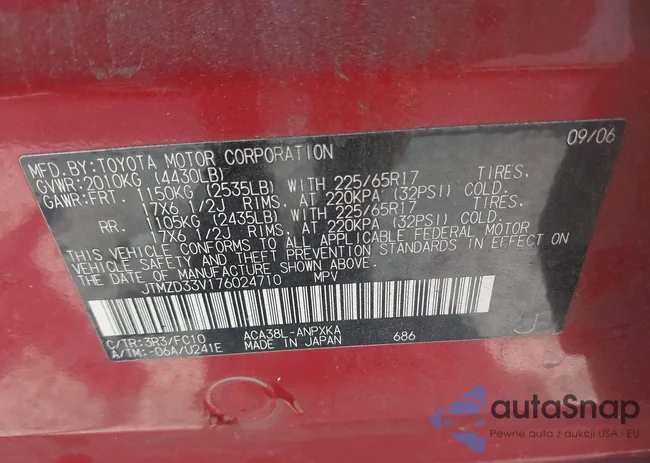 MFD.BY:TOYOTA MOTOR CORPORATION 09/06
GVWR:2010KG (4430LB)
GAWR:FRT. 1150KG (2535LB) WITH 225/65R17 TIRES,
17X6 1/2J RIMS, AT 220KPA (32PSI) COLD.
RR. 1105KG (2435LB) WITH 225/65R17 TIRES,
17X6 1/2J RIMS, AT 220KPA (32PSI) COLD.
THIS VEHICLE CONFORMS TO ALL APPLICABLE FEDERAL MOTOR
VEHICLE SAFETY AND THEFT PREVENTION STANDARDS IN EFFECT ON
THE DATE OF MANUFACTURE SHOWN ABOVE.
JTMZD33V176024710 MPV
C/TR:3R3/FC10 ACA38L-ANPXKA 686 J
A/TM:-06A/U241E MADE IN JAPAN
autaSnap
Pewne auta z aukcji USA i EU